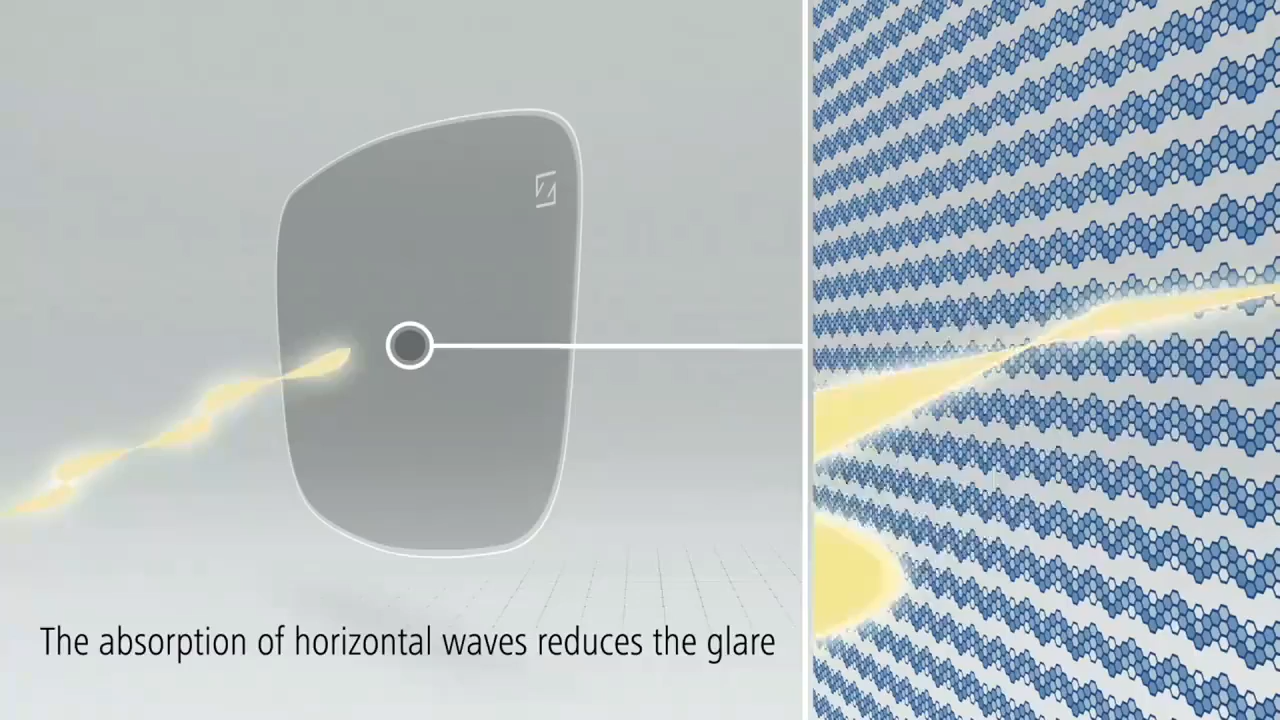 The absorption of horizontal waves reduces the glare